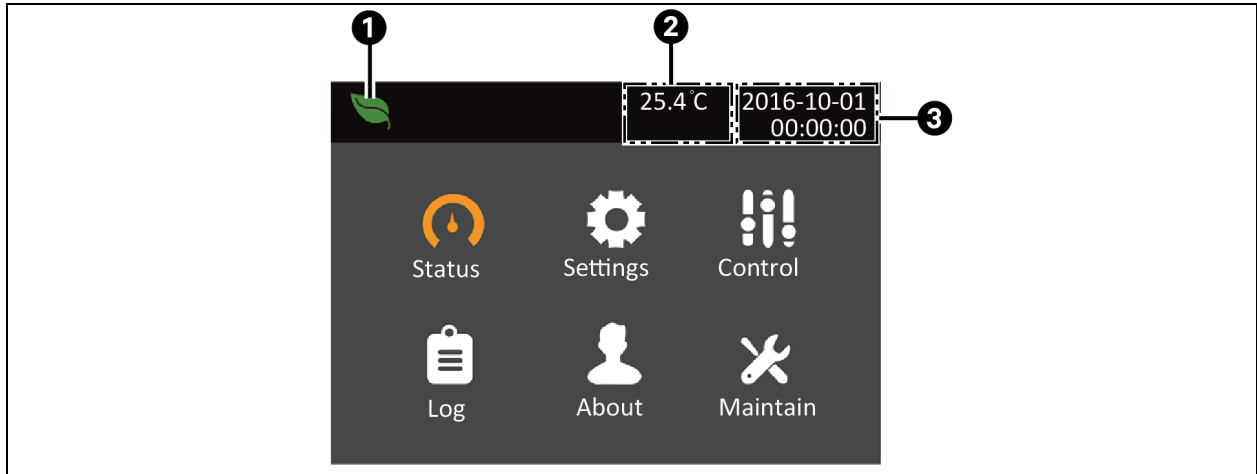 1
2
25.4°C
2016-10-01
00:00:00
3
Status
Settings
Control
Log
About
Maintain